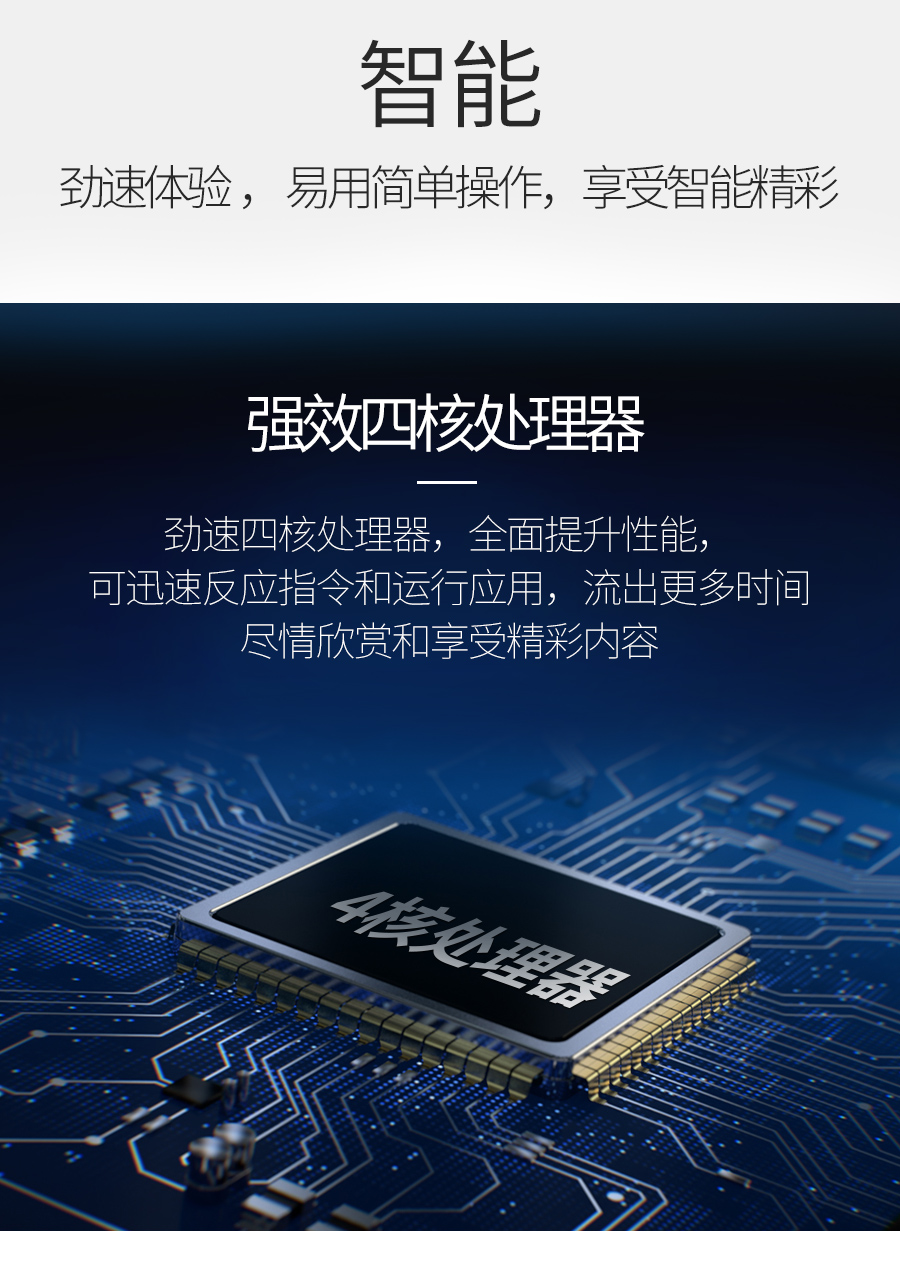 智能
劲速体验 ， 易用简单操作，享受智能精彩
强效四核处理器
劲速四核处理器，全面提升性能，
可迅速反应指令和运行应用，流出更多时间
尽情欣赏和享受精彩内容
4核处理器